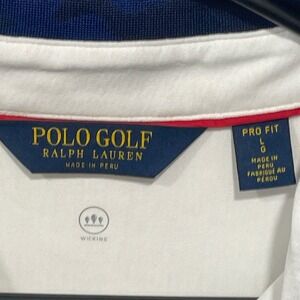 POLO GOLF
RALPH LAUREN
MADE IN PERU
PRO FIT
L
G
MADE IN
PERU
FABRIQUÉ AU
PÉROU
WICKING